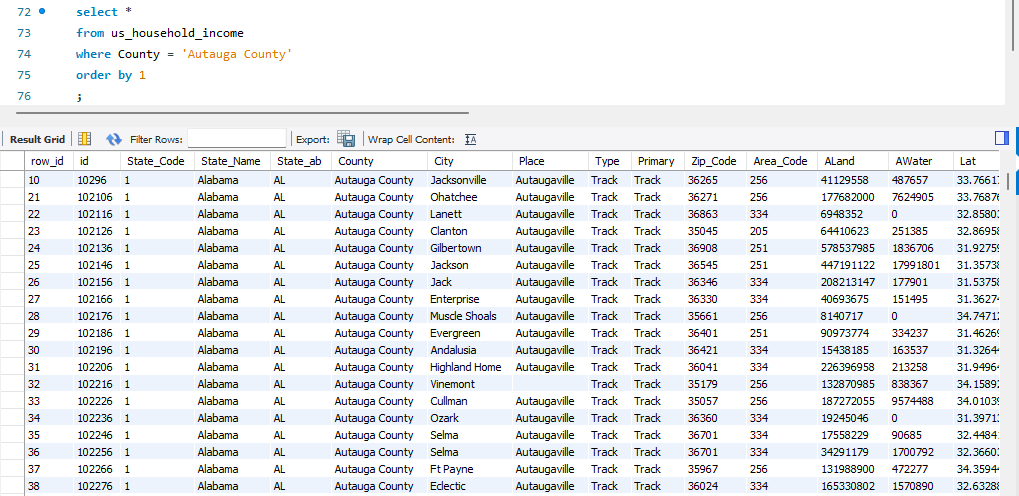 72 select *
73 from us_household_income
74 where County = 'Autauga County'
75 order by 1
76 ;
Result Grid Filter Rows: Export: Wrap Cell Content:
row_id id State_Code State_Name State_ab County City Place Type Primary Zip_Code Area_Code ALand AWater Lat
10 10296 1 Alabama AL Autauga County Jacksonville Autaugaville Track Track 36265 256 41129558 487657 33.7661
21 102106 1 Alabama AL Autauga County Ohatchee Autaugaville Track Track 36271 256 177682000 7624905 33.7687
22 102116 1 Alabama AL Autauga County Lanett Autaugaville Track Track 36863 334 6948352 0 32.8580
23 102126 1 Alabama AL Autauga County Clanton Autaugaville Track Track 35045 205 64410623 251385 32.8695
24 102136 1 Alabama AL Autauga County Gilbertown Autaugaville Track Track 36908 251 578537985 1836706 31.9275
25 102146 1 Alabama AL Autauga County Jackson Autaugaville Track Track 36545 251 447191122 17991801 31.3573
26 102156 1 Alabama AL Autauga County Jack Autaugaville Track Track 36346 334 208213147 177901 31.5375
27 102166 1 Alabama AL Autauga County Enterprise Autaugaville Track Track 36330 334 40693675 151495 31.3627
28 102176 1 Alabama AL Autauga County Muscle Shoals Autaugaville Track Track 35661 256 8140717 0 34.7471
29 102186 1 Alabama AL Autauga County Evergreen Autaugaville Track Track 36401 251 90973774 334237 31.4626
30 102196 1 Alabama AL Autauga County Andalusia Autaugaville Track Track 36421 334 15438185 163537 31.3264
31 102206 1 Alabama AL Autauga County Highland Home Autaugaville Track Track 36041 334 226396958 213258 31.9496
32 102216 1 Alabama AL Autauga County Vinemont Track Track 35179 256 132870985 838367 34.1589
33 102226 1 Alabama AL Autauga County Cullman Autaugaville Track Track 35057 256 187272055 9574488 34.0103
34 102236 1 Alabama AL Autauga County Ozark Autaugaville Track Track 36360 334 19245046 0 31.3971
35 102246 1 Alabama AL Autauga County Selma Autaugaville Track Track 36701 334 17558229 90685 32.4484
36 102256 1 Alabama AL Autauga County Selma Autaugaville Track Track 36701 334 34291179 1700792 32.3660
37 102266 1 Alabama AL Autauga County Ft Payne Autaugaville Track Track 35967 256 131988900 472277 34.3594
38 102276 1 Alabama AL Autauga County Eclectic Autaugaville Track Track 36024 334 165330802 1570890 32.6328